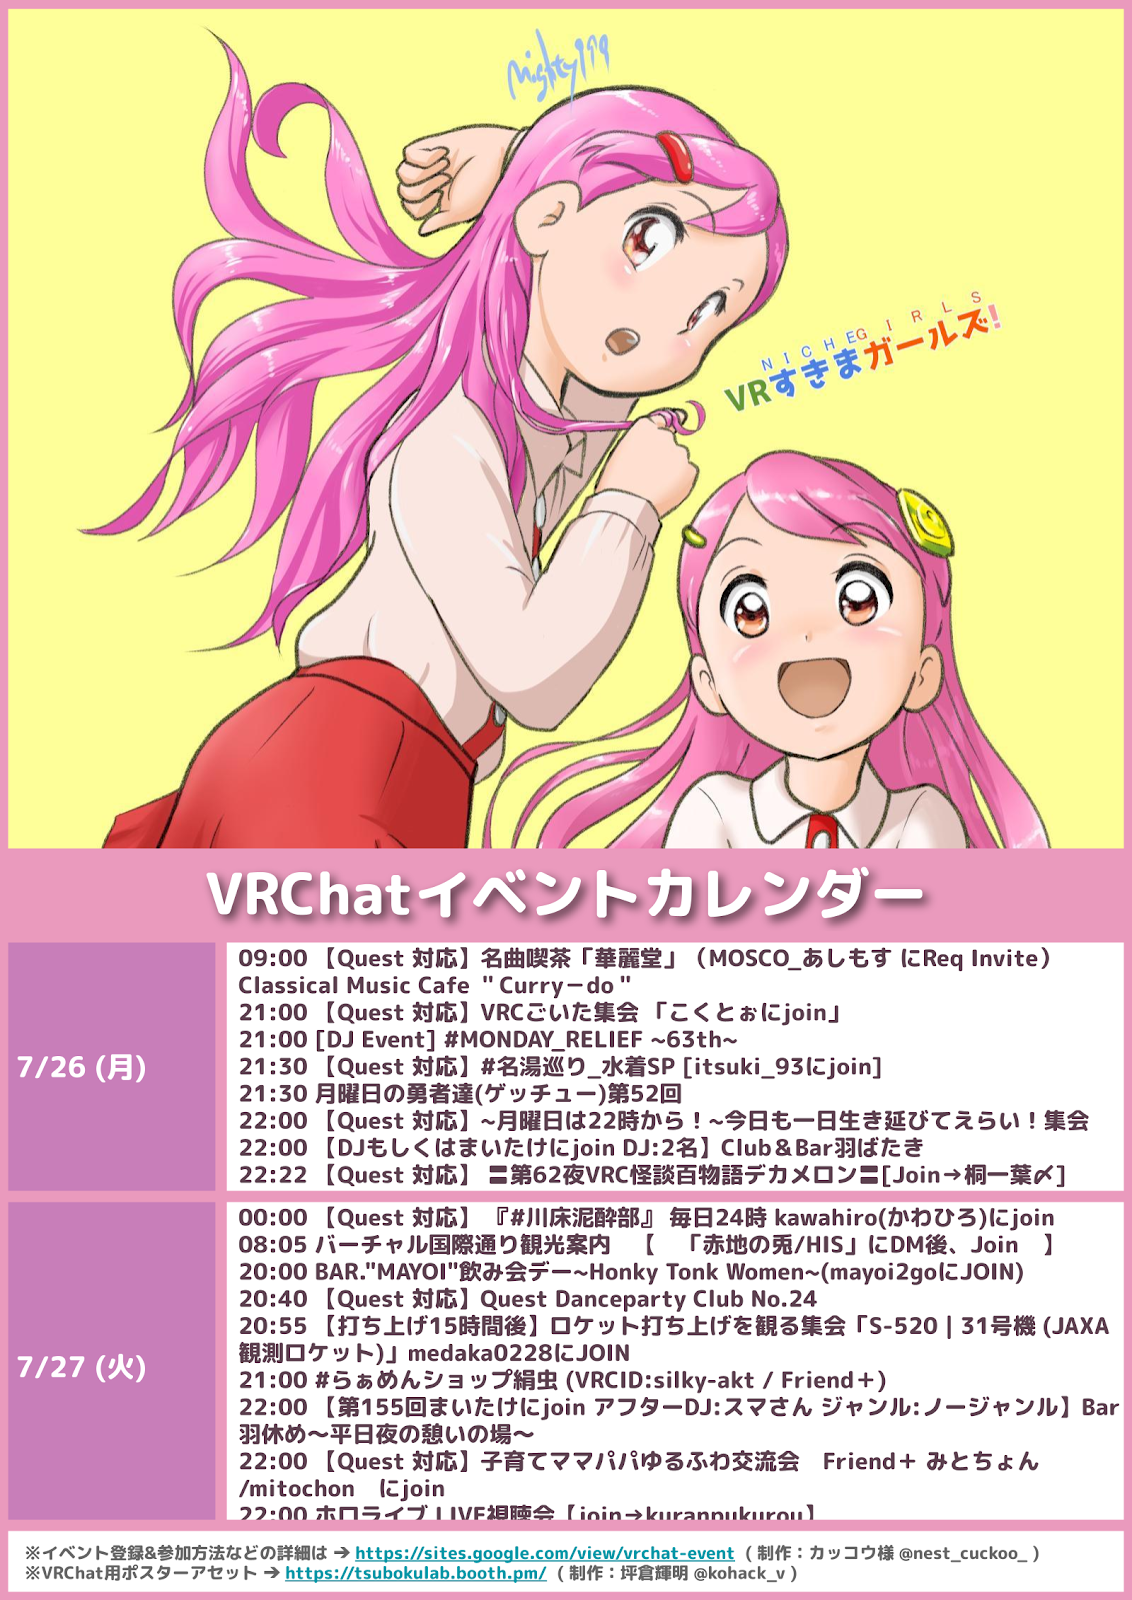 mighty199
NICHE GIRLS
VRすきまガールズ!
VRChatイベントカレンダー
7/26 (月)
09:00 【Quest 対応】名曲喫茶「華麗堂」（MOSCO_あしもす にReq Invite）
Classical Music Cafe ＂Curry－do＂
21:00 【Quest 対応】VRCごいた集会 「こくとぉにjoin」
21:00 [DJ Event] #MONDAY_RELIEF ~63th~
21:30 【Quest 対応】#名湯巡り_水着SP [itsuki_93にjoin]
21:30 月曜日の勇者達(ゲッチュー)第52回
22:00 【Quest 対応】~月曜日は22時から！~今日も一日生き延びてえらい！集会
22:00 【DJもしくはまいたけにjoin DJ:2名】Club＆Bar羽ばたき
22:22 【Quest 対応】 〓第62夜VRC怪談百物語デカメロン〓[Join→桐一葉〆]
7/27 (火)
00:00 【Quest 対応】 『#川床泥酔部』 毎日24時 kawahiro(かわひろ)にjoin
08:05 バーチャル国際通り観光案内　【　「赤地の兎/HIS」にDM後、Join　】
20:00 BAR."MAYOI"飲み会デー~Honky Tonk Women~(mayoi2goにJOIN)
20:40 【Quest 対応】Quest Danceparty Club No.24
20:55 【打ち上げ15時間後】ロケット打ち上げを観る集会「S-520 | 31号機 (JAXA
観測ロケット)」medaka0228にJOIN
21:00 #らぁめんショップ絹虫 (VRCID:silky-akt / Friend＋)
22:00 【第155回まいたけにjoin アフターDJ:スマさん ジャンル:ノージャンル】Bar
羽休め～平日夜の憩いの場～
22:00 【Quest 対応】子育てママパパゆるふわ交流会　Friend＋ みとちょん
/mitochon　にjoin
22:00 ホロライブ LIVE視聴会【join→kuranpukurou】
※イベント登録&参加方法などの詳細は ➔ https://sites.google.com/view/vrchat-event ( 制作：カッコウ様 @nest_cuckoo_ )
※VRChat用ポスターアセット ➔ https://tsubokulab.booth.pm/ ( 制作：坪倉輝明 @kohack_v )